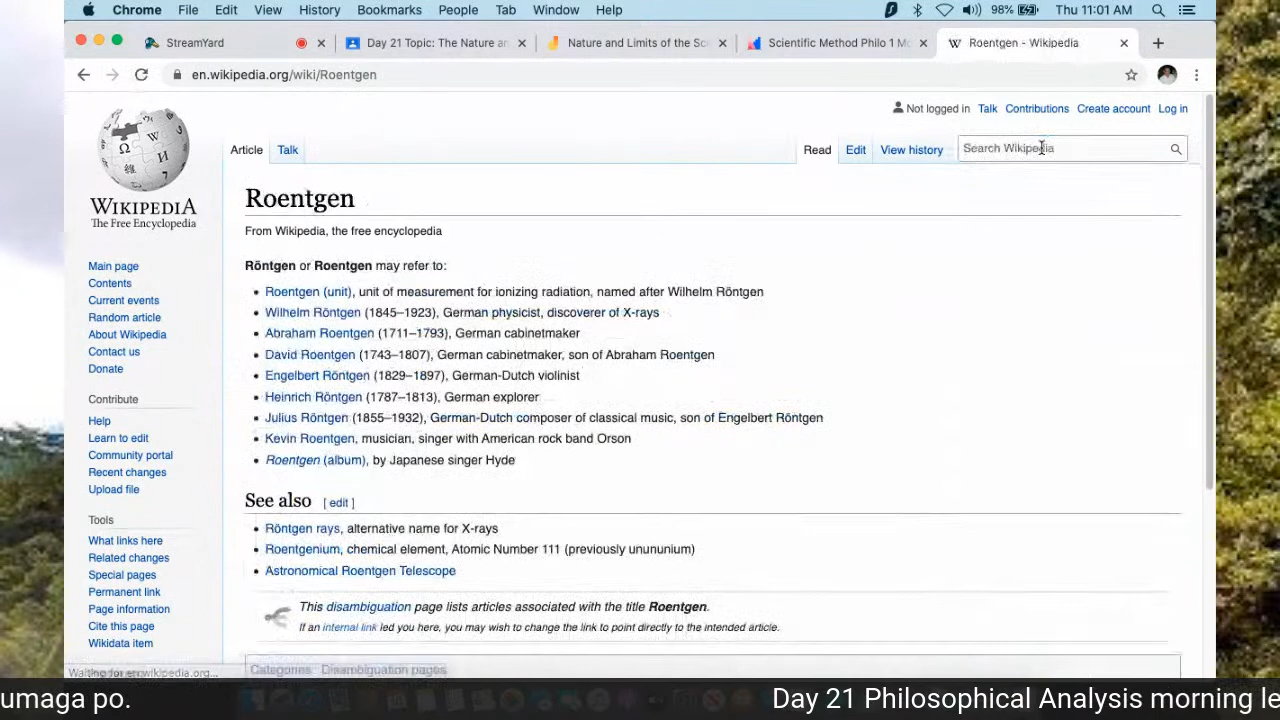 Chrome File Edit View History Bookmarks People Tab Window Help 98% Thu 11:01 AM
StreamYard Day 21 Topic: The Nature an Nature and Limits of the Sc Scientific Method Philo 1 Mo Roentgen - Wikipedia
en.wikipedia.org/wiki/Roentgen
Not logged in Talk Contributions Create account Log in
Article Talk Read Edit View history Search Wikipedia
WIKIPEDIA
The Free Encyclopedia
Main page
Contents
Current events
Random article
About Wikipedia
Contact us
Donate
Contribute
Help
Learn to edit
Community portal
Recent changes
Upload file
Tools
What links here
Related changes
Special pages
Permanent link
Page information
Cite this page
Wikidata item
Roentgen
From Wikipedia, the free encyclopedia
Röntgen or Roentgen may refer to:
Roentgen (unit), unit of measurement for ionizing radiation, named after Wilhelm Röntgen
Wilhelm Röntgen (1845–1923), German physicist, discoverer of X-rays
Abraham Roentgen (1711–1793), German cabinetmaker
David Roentgen (1743–1807), German cabinetmaker, son of Abraham Roentgen
Engelbert Röntgen (1829–1897), German-Dutch violinist
Heinrich Röntgen (1787–1813), German explorer
Julius Röntgen (1855–1932), German-Dutch composer of classical music, son of Engelbert Röntgen
Kevin Roentgen, musician, singer with American rock band Orson
Roentgen (album), by Japanese singer Hyde
See also [ edit ]
Röntgen rays, alternative name for X-rays
Roentgenium, chemical element, Atomic Number 111 (previously unununium)
Astronomical Roentgen Telescope
This disambiguation page lists articles associated with the title Roentgen.
If an internal link led you here, you may wish to change the link to point directly to the intended article.
Categories: Disambiguation pages
Waiting for en.wikipedia.org...
umaga po. Day 21 Philosophical Analysis morning le